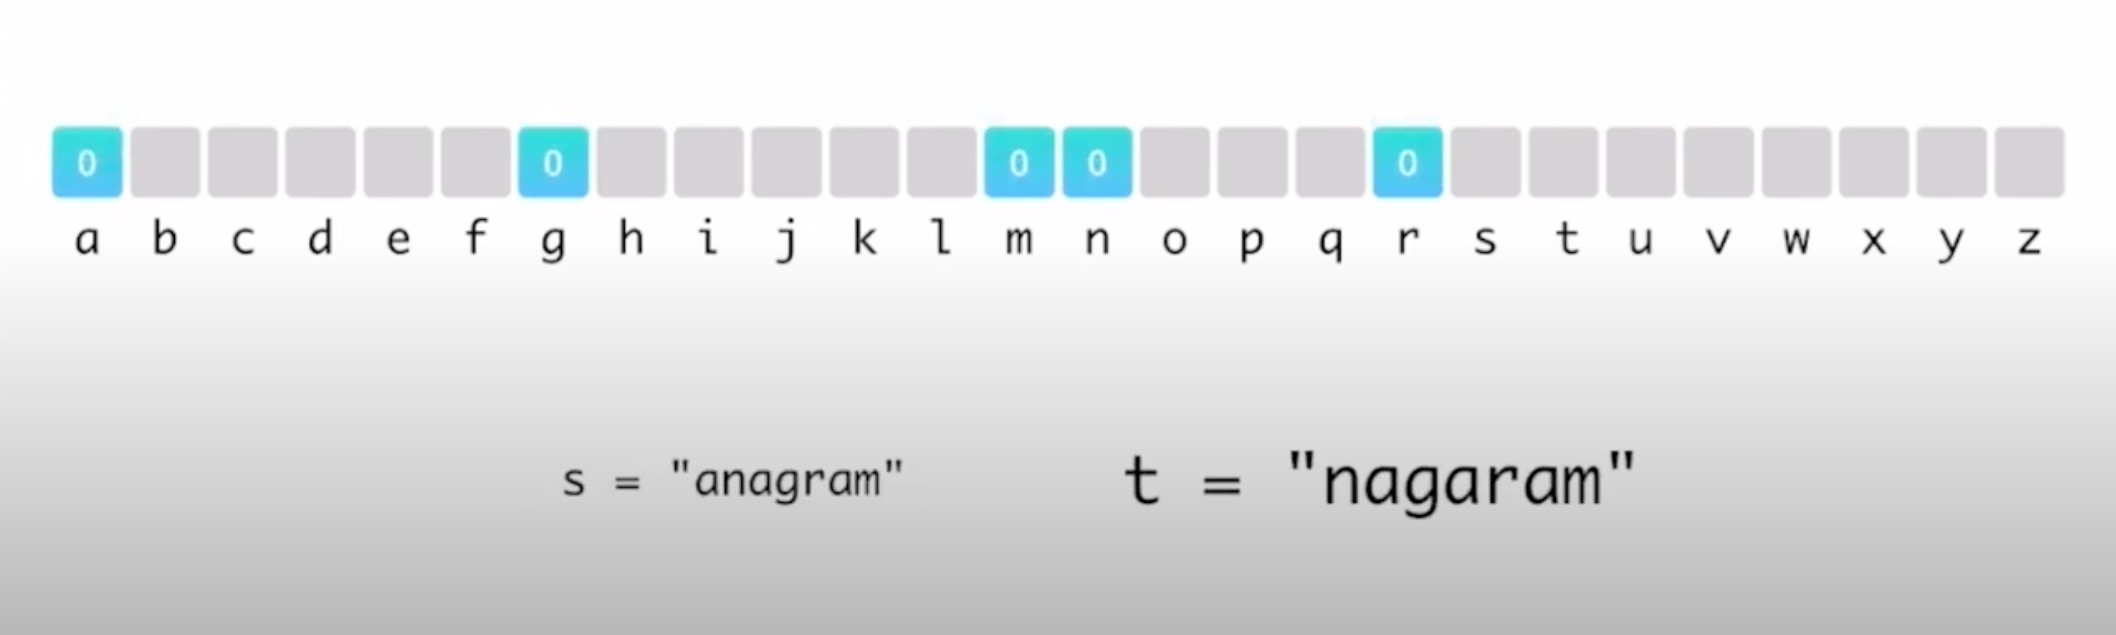 0 0 0 0 0
a b c d e f g h i j k l m n o p q r s t u v w x y z
s = "anagram" t = "nagaram"